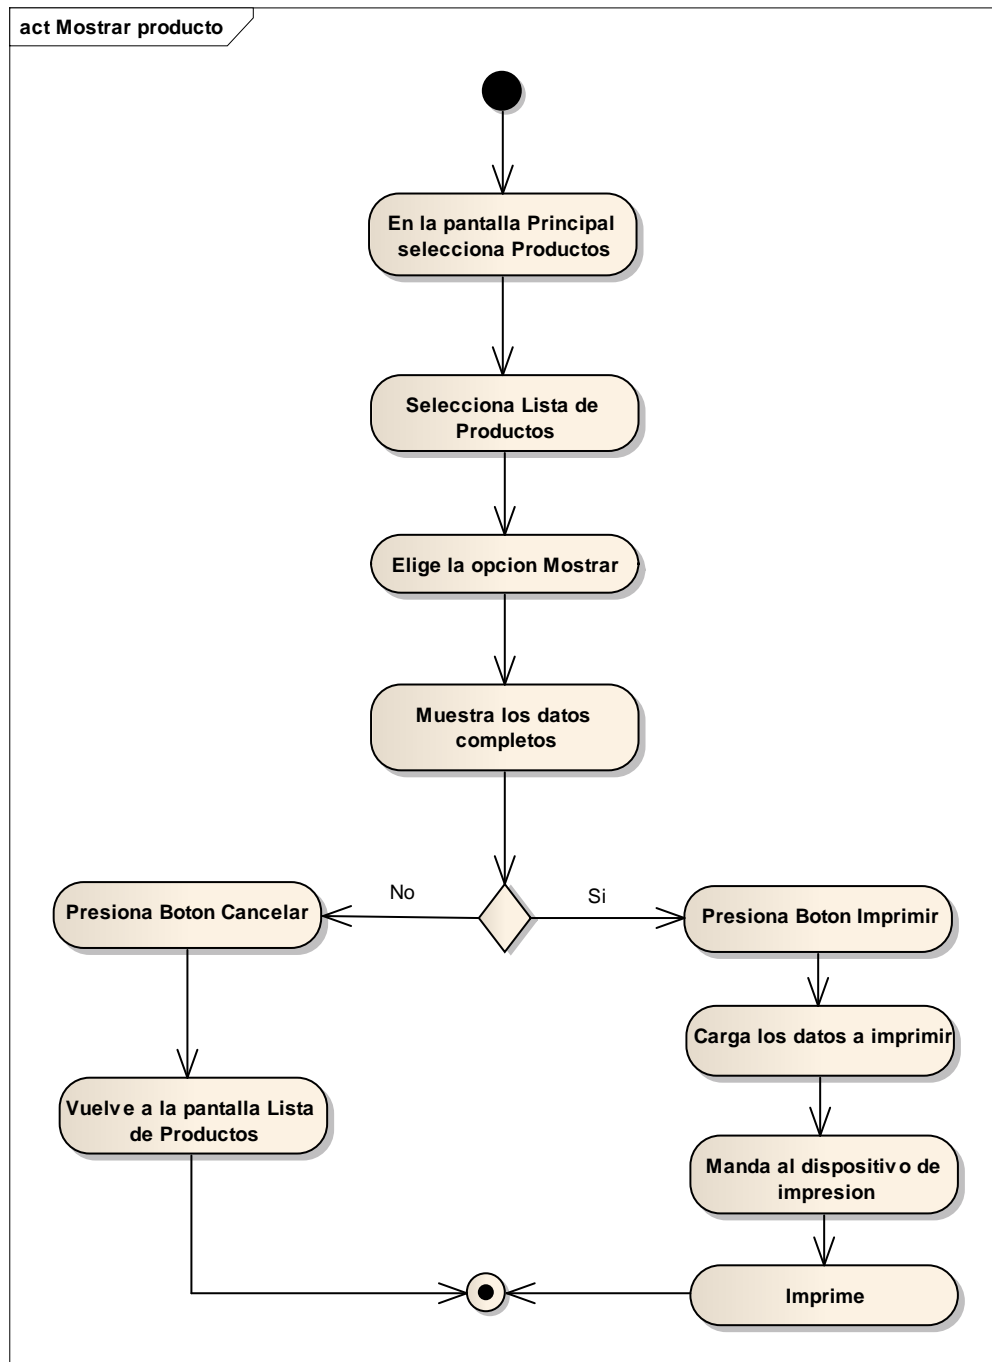 act Mostrar producto
En la pantalla Principal
selecciona Productos
Selecciona Lista de
Productos
Elige la opcion Mostrar
Muestra los datos
completos
No
Si
Presiona Boton Cancelar
Vuelve a la pantalla Lista
de Productos
Presiona Boton Imprimir
Carga los datos a imprimir
Manda al dispositivo de
impresion
Imprime